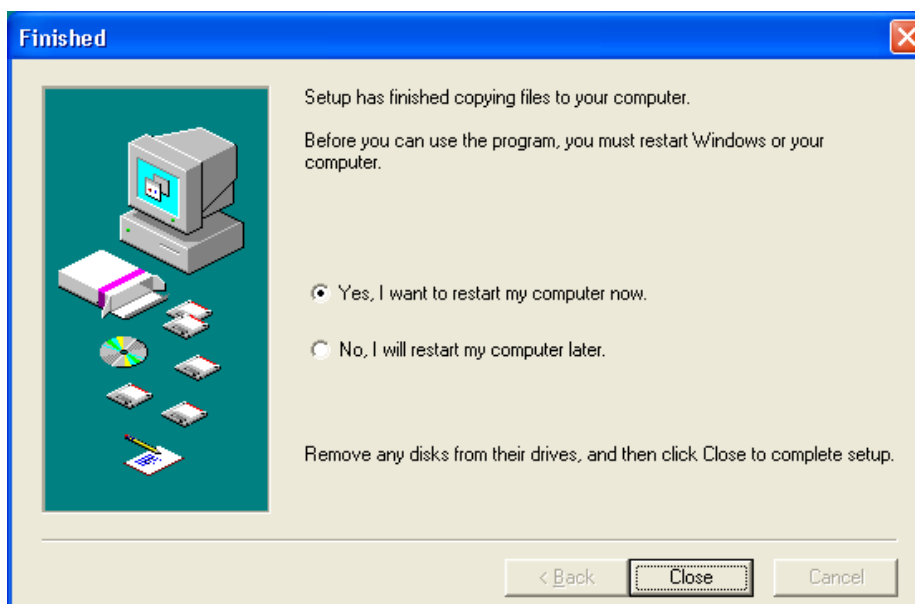 Finished
Setup has finished copying files to your computer.
Before you can use the program, you must restart Windows or your
computer.
Yes, I want to restart my computer now.
No, I will restart my computer later.
Remove any disks from their drives, and then click Close to complete setup.
< Back
Close
Cancel